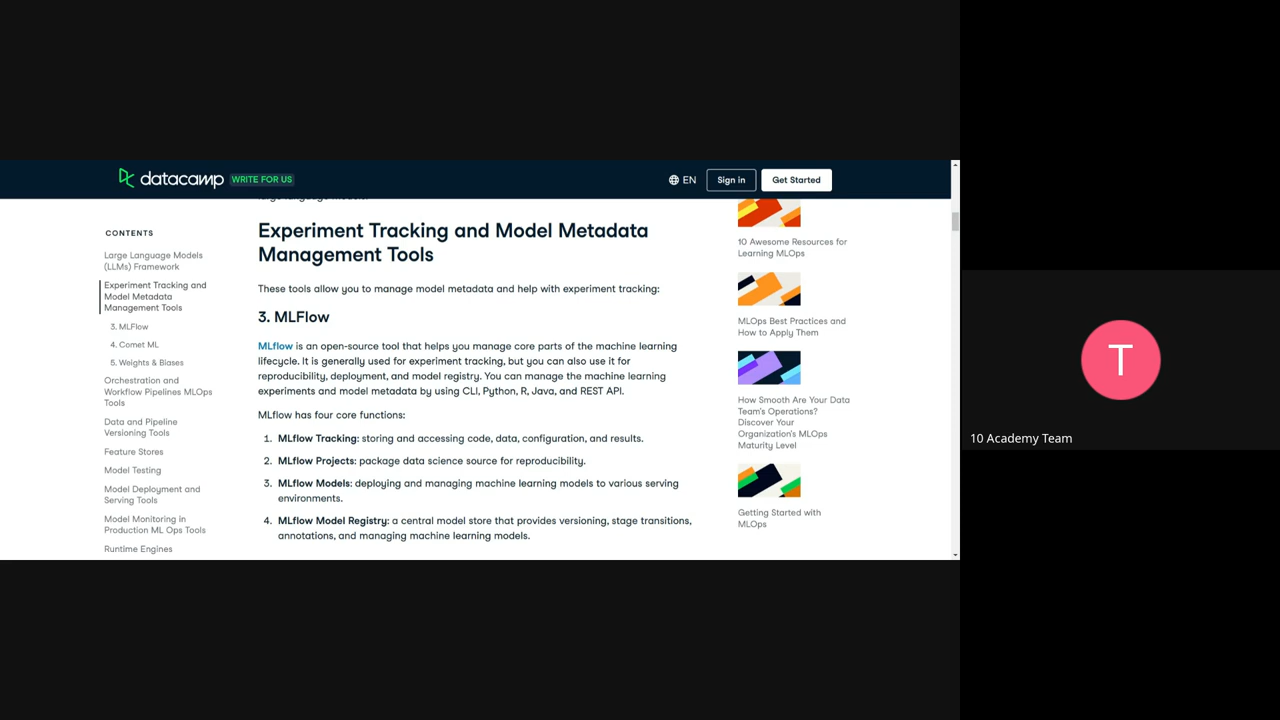 datacamp WRITE FOR US
EN
Sign in
Get Started
CONTENTS
Large Language Models
(LLMs) Framework
Experiment Tracking and
Model Metadata
Management Tools
3. MLFlow
4. Comet ML
5. Weights & Biases
Orchestration and
Workflow Pipelines MLOps
Tools
Data and Pipeline
Versioning Tools
Feature Stores
Model Testing
Model Deployment and
Serving Tools
Model Monitoring in
Production ML Ops Tools
Runtime Engines
Experiment Tracking and Model Metadata
Management Tools
These tools allow you to manage model metadata and help with experiment tracking:
3. MLFlow
MLflow is an open-source tool that helps you manage core parts of the machine learning
lifecycle. It is generally used for experiment tracking, but you can also use it for
reproducibility, deployment, and model registry. You can manage the machine learning
experiments and model metadata by using CLI, Python, R, Java, and REST API.
MLflow has four core functions:
1. MLflow Tracking: storing and accessing code, data, configuration, and results.
2. MLflow Projects: package data science source for reproducibility.
3. MLflow Models: deploying and managing machine learning models to various serving
environments.
4. MLflow Model Registry: a central model store that provides versioning, stage transitions,
annotations, and managing machine learning models.
10 Awesome Resources for
Learning MLOps
MLOps Best Practices and
How to Apply Them
How Smooth Are Your Data
Team's Operations?
Discover Your
Organization's MLOps
Maturity Level
Getting Started with
MLOps
T
10 Academy Team